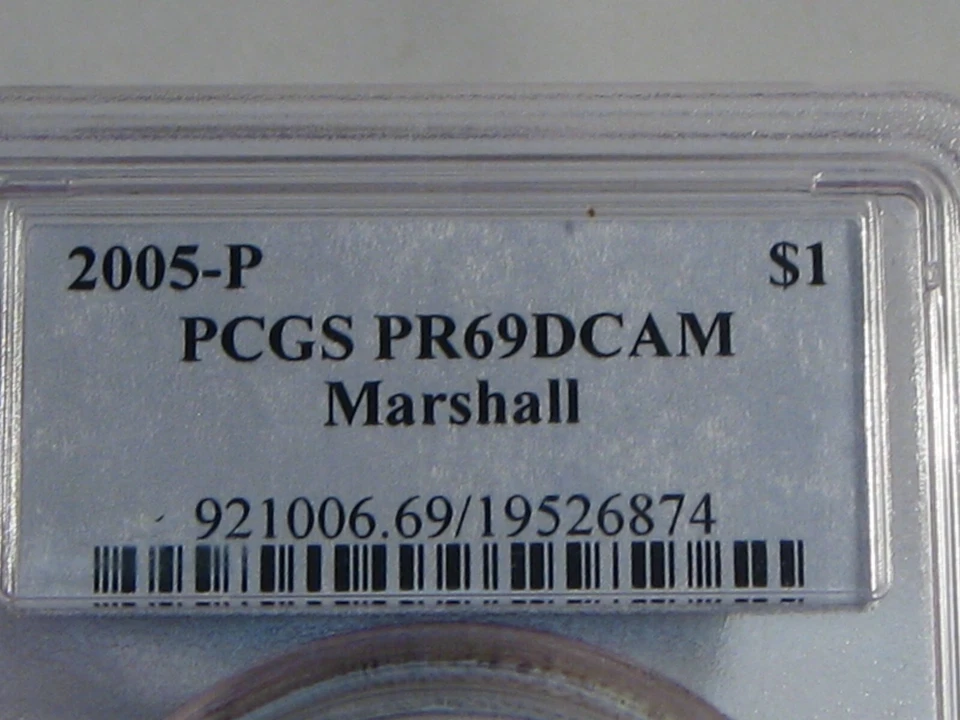 2005-P $1
PCGS PR69DCAM
Marshall
921006.69/19526874